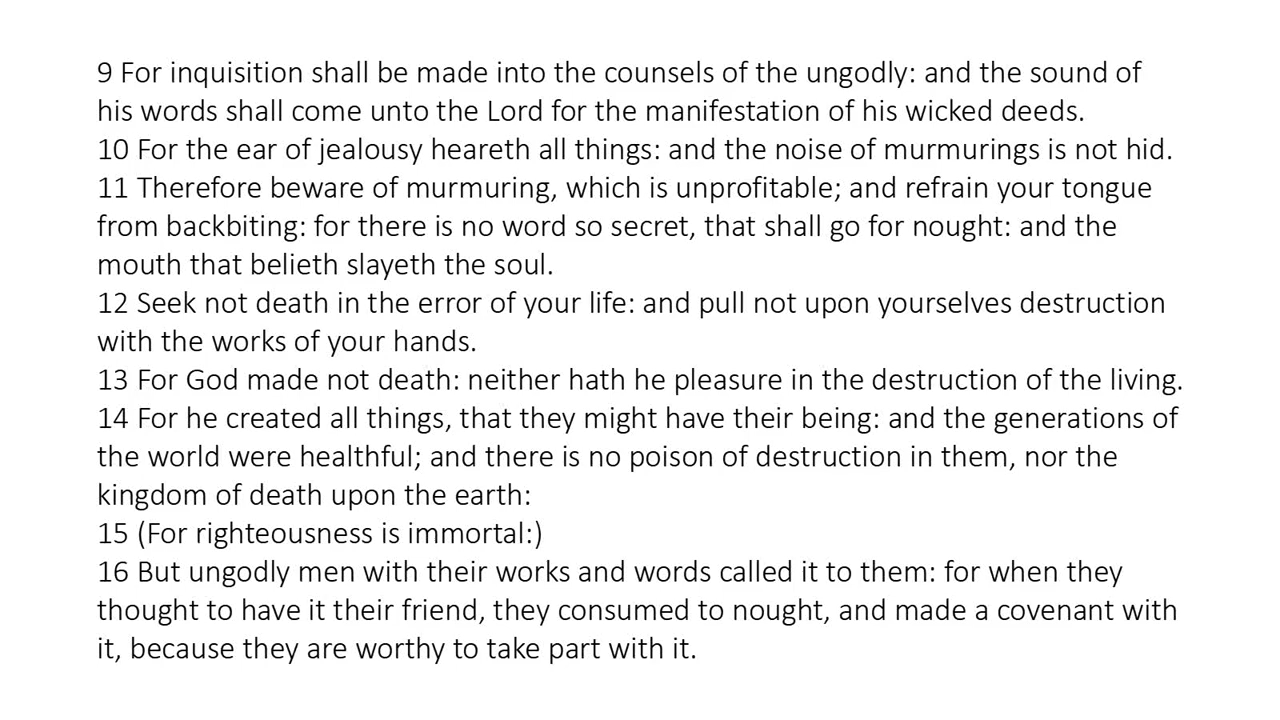 9 For inquisition shall be made into the counsels of the ungodly: and the sound of
his words shall come unto the Lord for the manifestation of his wicked deeds.
10 For the ear of jealousy heareth all things: and the noise of murmurings is not hid.
11 Therefore beware of murmuring, which is unprofitable; and refrain your tongue
from backbiting: for there is no word so secret, that shall go for nought: and the
mouth that belieth slayeth the soul.
12 Seek not death in the error of your life: and pull not upon yourselves destruction
with the works of your hands.
13 For God made not death: neither hath he pleasure in the destruction of the living.
14 For he created all things, that they might have their being: and the generations of
the world were healthful; and there is no poison of destruction in them, nor the
kingdom of death upon the earth:
15 (For righteousness is immortal:)
16 But ungodly men with their works and words called it to them: for when they
thought to have it their friend, they consumed to nought, and made a covenant with
it, because they are worthy to take part with it.